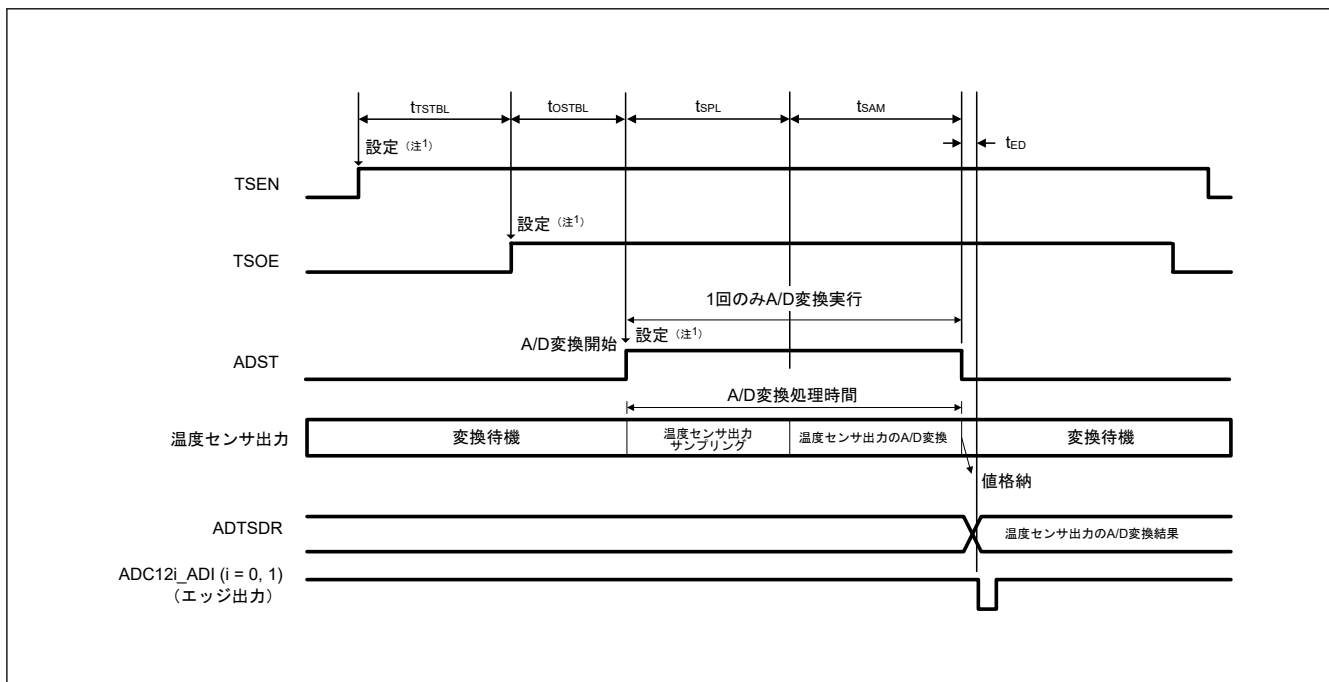 tTSTBL
tOSTBL
tSPL
tSAM
tED
設定（注1）
TSEN
設定（注1）
TSOE
1回のみA/D変換実行
A/D変換開始
設定（注1）
ADST
A/D変換処理時間
温度センサ出力
変換待機
温度センサ出力
サンプリング
温度センサ出力のA/D変換
変換待機
値格納
ADTSDR
温度センサ出力のA/D変換結果
ADC12i_ADI (i = 0, 1)
（エッジ出力）